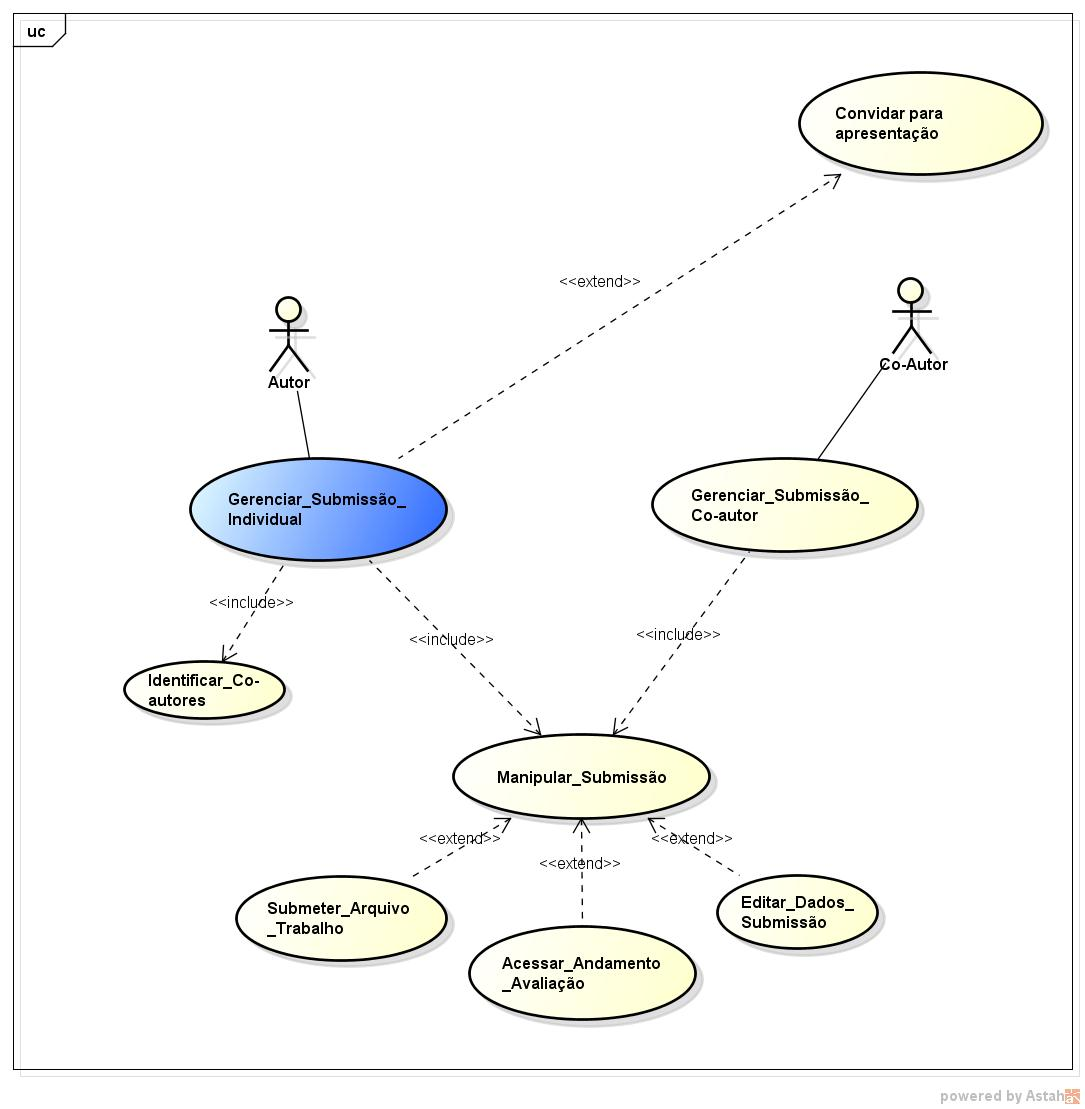 uc
Convidar para
apresentação
<<extend>>
Autor
Co-Autor
Gerenciar_Submissão_
Individual
Gerenciar_Submissão_
Co-autor
<<include>>
<<include>>
<<include>>
Identificar_Co-
autores
Manipular_Submissão
<<extend>>
<<extend>>
<<extend>>
Submeter_Arquivo
_Trabalho
Acessar_Andamento
_Avaliação
Editar_Dados_
Submissão
powered by Astah